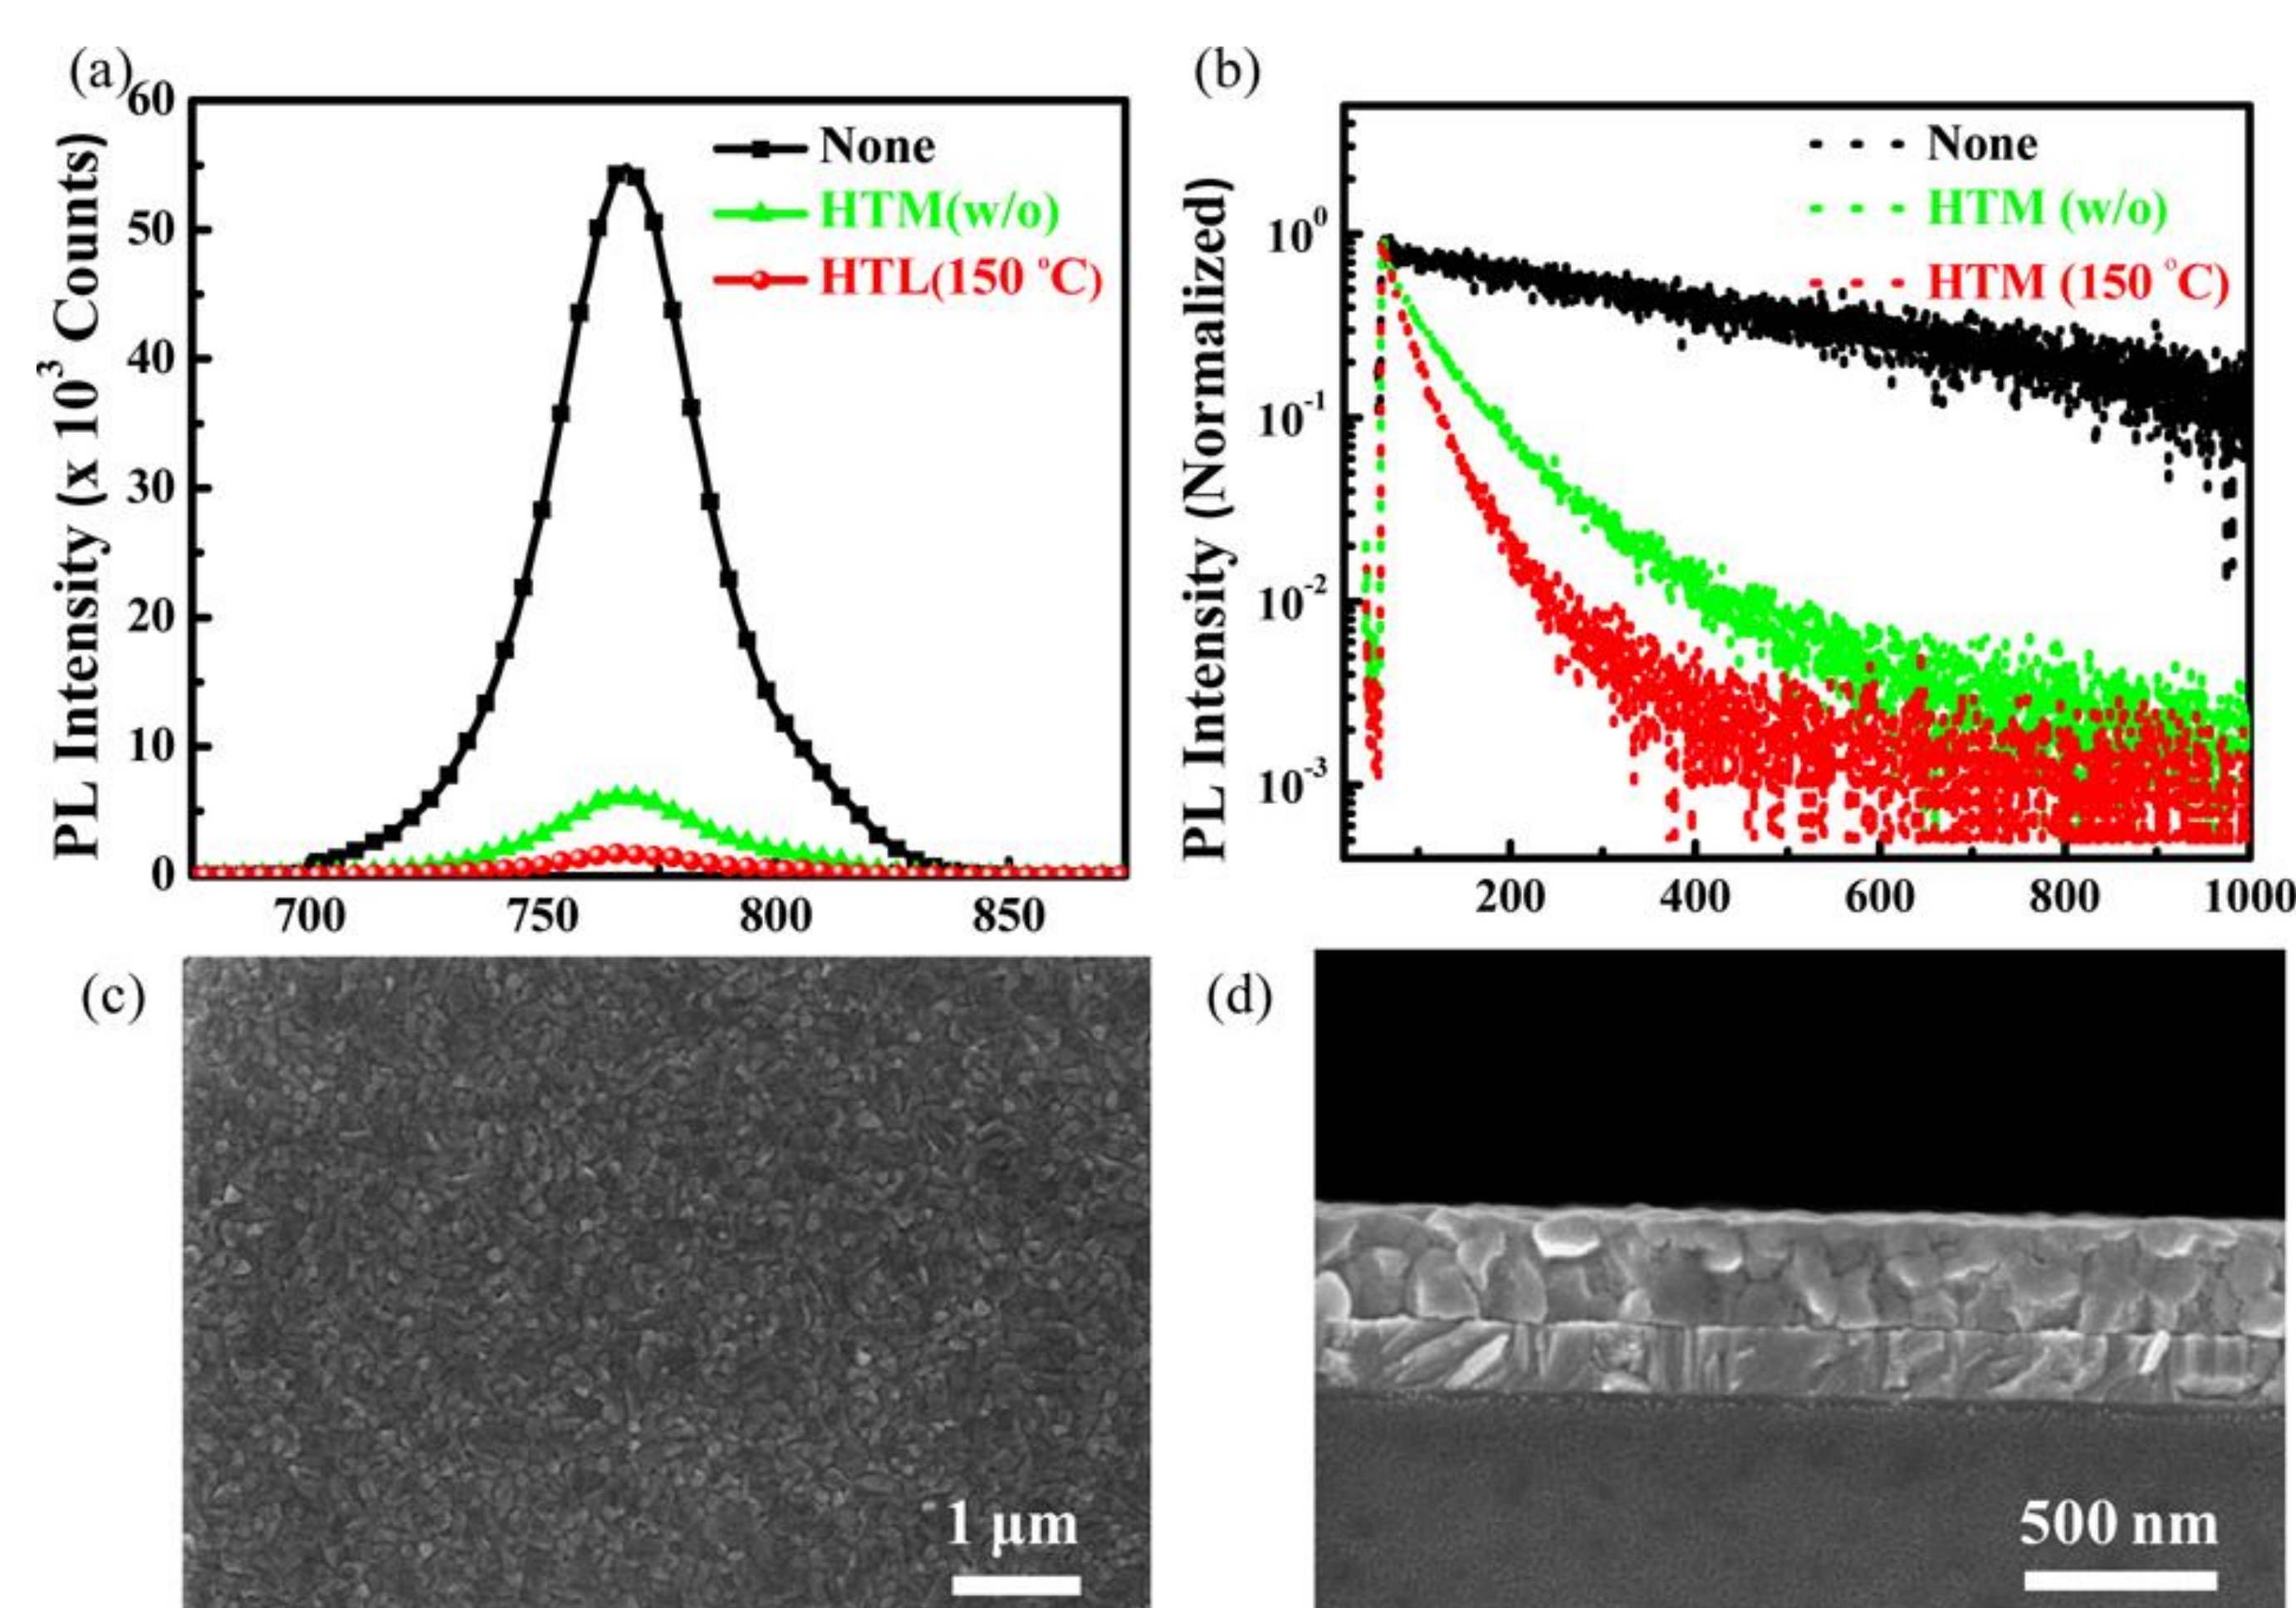 (a)
PL Intensity (x 10³ Counts)
60
50
40
30
20
10
0
None
HTM(w/o)
HTL(150 °C)
700 750 800 850
(b)
PL Intensity (Normalized)
10⁰
10⁻¹
10⁻²
10⁻³
None
HTM (w/o)
HTM (150 °C)
200 400 600 800 1000
(c)
1 μm
(d)
500 nm